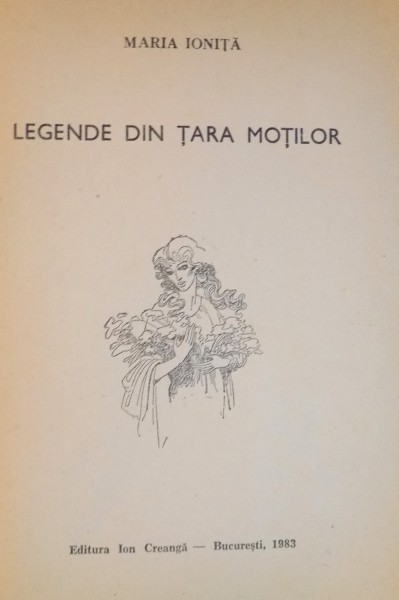 MARIA IONIȚĂ
LEGENDE DIN ȚARA MOȚILOR
Editura Ion Creangă — București, 1983